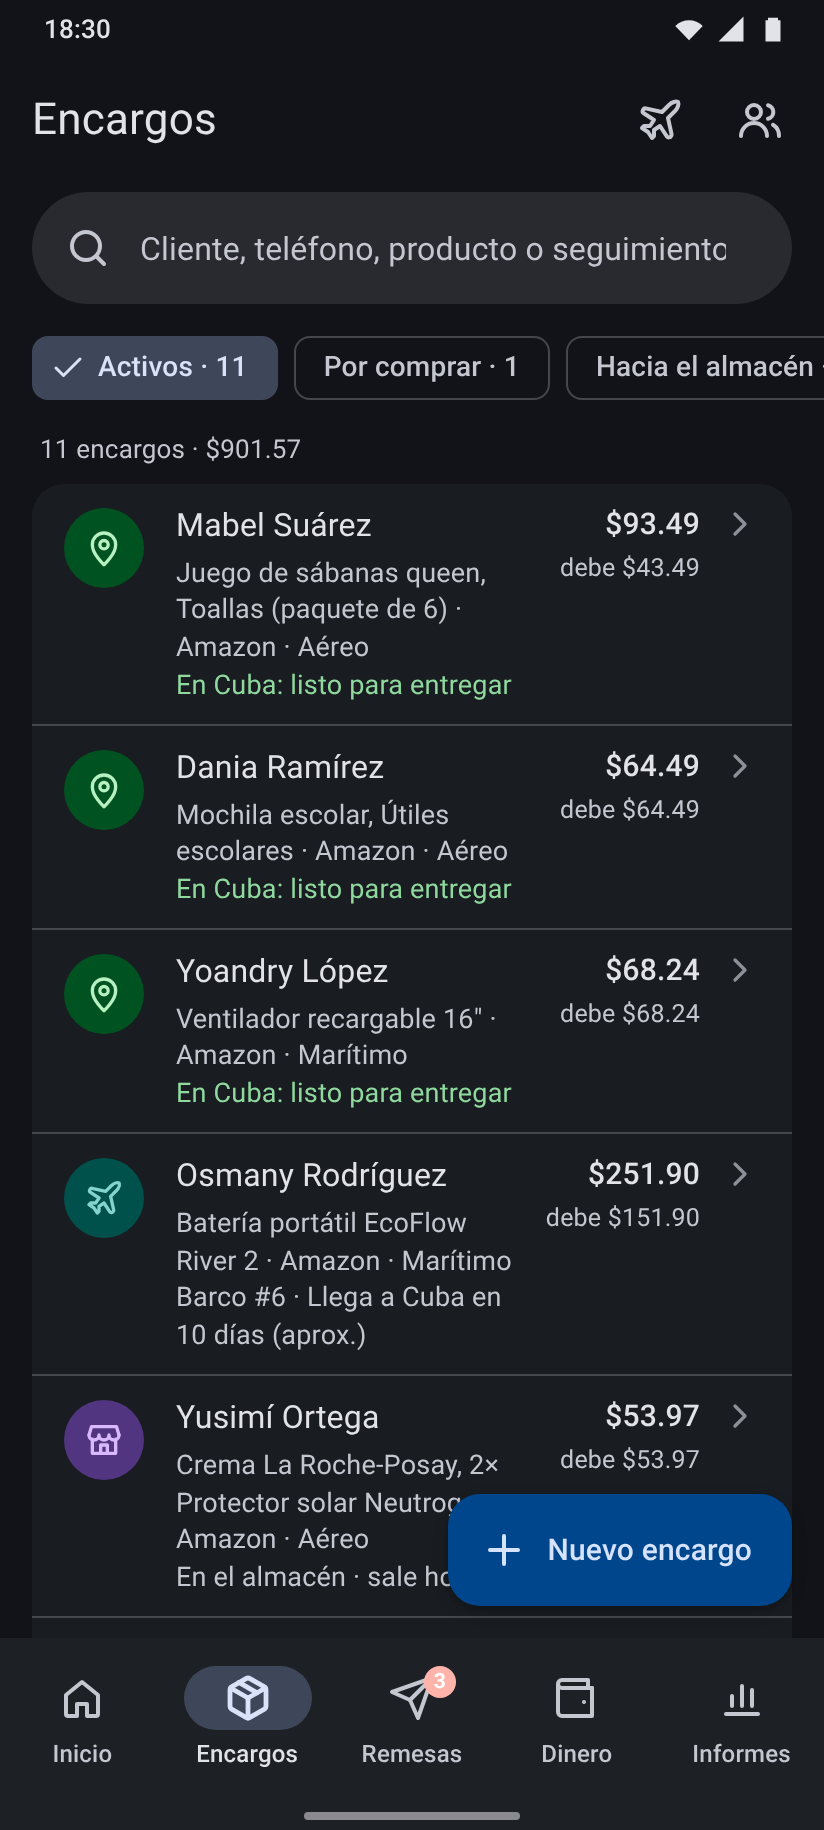 18:30
Encargos
Cliente, teléfono, producto o seguimiento
Activos · 11
Por comprar · 1
Hacia el almacén ·
11 encargos · $901.57
Mabel Suárez
$93.49
debe $43.49
Juego de sábanas queen,
Toallas (paquete de 6) ·
Amazon · Aéreo
En Cuba: listo para entregar
Dania Ramírez
$64.49
debe $64.49
Mochila escolar, Útiles
escolares · Amazon · Aéreo
En Cuba: listo para entregar
Yoandry López
$68.24
debe $68.24
Ventilador recargable 16" ·
Amazon · Marítimo
En Cuba: listo para entregar
Osmany Rodríguez
$251.90
debe $151.90
Batería portátil EcoFlow
River 2 · Amazon · Marítimo
Barco #6 · Llega a Cuba en
10 días (aprox.)
Yusimí Ortega
$53.97
debe $53.97
Crema La Roche-Posay, 2×
Protector solar
Amazon · Aéreo
En el almacén · sale
Nuevo encargo
3
Inicio
Encargos
Remesas
Dinero
Informes